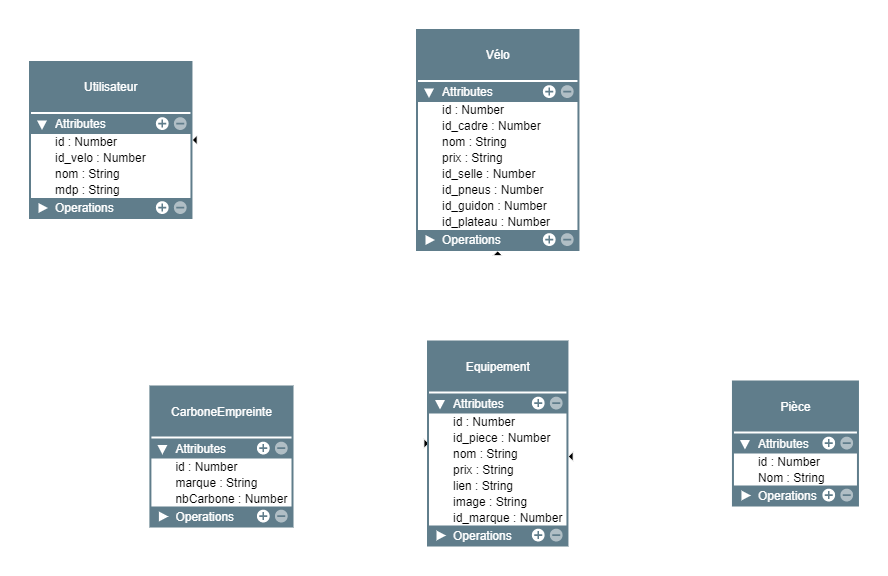 Utilisateur
Attributes
id : Number
id_velo : Number
nom : String
mdp : String
Operations
Vélo
Attributes
id : Number
id_cadre : Number
nom : String
prix : String
id_selle : Number
id_pneus : Number
id_guidon : Number
id_plateau : Number
Operations
CarboneEmpreinte
Attributes
id : Number
marque : String
nbCarbone : Number
Operations
Equipement
Attributes
id : Number
id_piece : Number
nom : String
prix : String
lien : String
image : String
id_marque : Number
Operations
Pièce
Attributes
id : Number
Nom : String
Operations